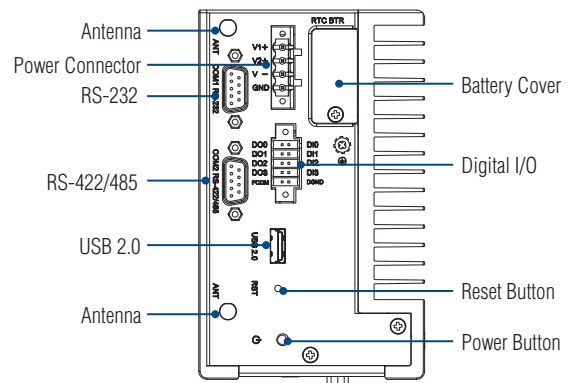 Antenna
Power Connector
RS-232
RS-422/485
USB 2.0
Antenna
ANT
COM1 RS-232
COM2 RS-422/485
USB 2.0
RST
ANT
V1+
V2+
V -
GND
RTC BTR
DO0
DO1
DO2
DO3
DI0
DI1
DI2
DI3
DGND
Battery Cover
Digital I/O
Reset Button
Power Button